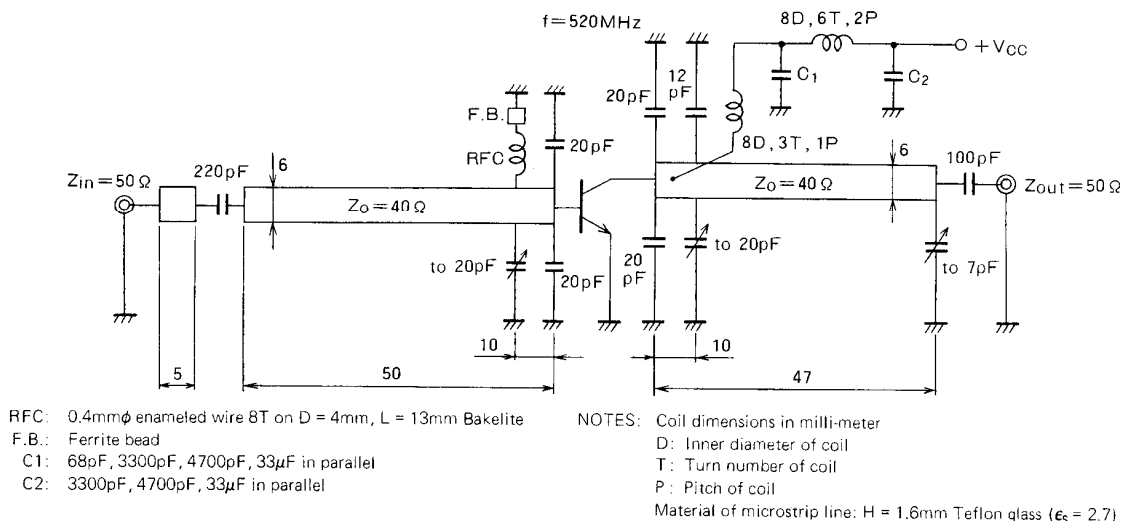 f=520MHz
8D, 6T, 2P
+VCC
C1
C2
12
pF
20pF
F.B.
RFC
20pF
8D, 3T, 1P
Zin=50Ω
220pF
6
Zo=40Ω
6
Zo=40Ω
100pF
Zout=50Ω
to 20pF
20pF
20
pF
to 20pF
to 7pF
10
10
5
50
47
RFC: 0.4mmφ enameled wire 8T on D = 4mm, L = 13mm Bakelite
F.B.: Ferrite bead
C1: 68pF, 3300pF, 4700pF, 33μF in parallel
C2: 3300pF, 4700pF, 33μF in parallel
NOTES: Coil dimensions in milli-meter
D: Inner diameter of coil
T: Turn number of coil
P: Pitch of coil
Material of microstrip line: H = 1.6mm Teflon glass (εs = 2.7)